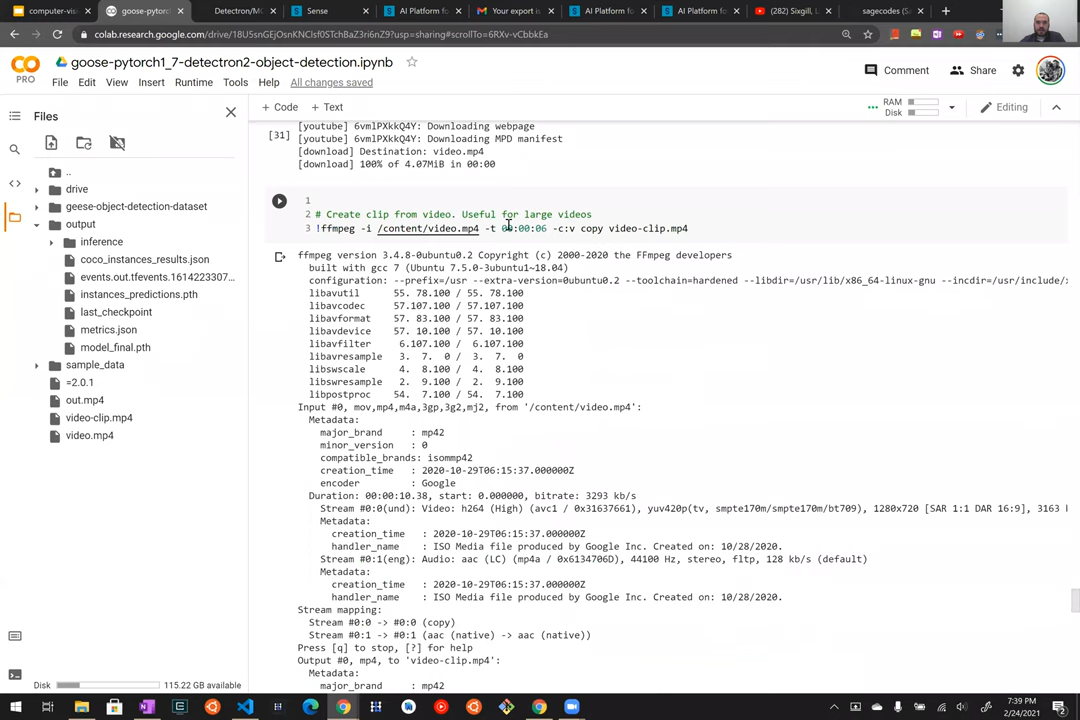 computer-visi
goose-pytorch
Detectron/MO
Sense
AI Platform fo
Your export is
AI Platform fo
AI Platform fo
(282) Sixgill, L
sagecodes (Sa
colab.research.google.com/drive/18U5snGEjOsnKNCIsf0STchBaZ3ri6nZ9?usp=sharing#scrollTo=6RXv-vCbbkEa
CO
PRO
goose-pytorch1_7-detectron2-object-detection.ipynb
Comment
Share
File Edit View Insert Runtime Tools Help All changes saved
Files
+ Code + Text
RAM
Disk
Editing
..
drive
geese-object-detection-dataset
output
inference
coco_instances_results.json
events.out.tfevents.1614223307...
instances_predictions.pth
last_checkpoint
metrics.json
model_final.pth
sample_data
=2.0.1
out.mp4
video-clip.mp4
video.mp4
[youtube] 6vmlPXkkQ4Y: Downloading webpage
[31] [youtube] 6vmlPXkkQ4Y: Downloading MPD manifest
[download] Destination: video.mp4
[download] 100% of 4.07MiB in 00:00
1
2 # Create clip from video. Useful for large videos
3 !ffmpeg -i /content/video.mp4 -t 00:00:06 -c:v copy video-clip.mp4
ffmpeg version 3.4.8-0ubuntu0.2 Copyright (c) 2000-2020 the FFmpeg developers
built with gcc 7 (Ubuntu 7.5.0-3ubuntu1~18.04)
configuration: --prefix=/usr --extra-version=0ubuntu0.2 --toolchain=hardened --libdir=/usr/lib/x86_64-linux-gnu --incdir=/usr/include/x
libavutil 55. 78.100 / 55. 78.100
libavcodec 57.107.100 / 57.107.100
libavformat 57. 83.100 / 57. 83.100
libavdevice 57. 10.100 / 57. 10.100
libavfilter 6.107.100 / 6.107.100
libavresample 3. 7. 0 / 3. 7. 0
libswscale 4. 8.100 / 4. 8.100
libswresample 2. 9.100 / 2. 9.100
libpostproc 54. 7.100 / 54. 7.100
Input #0, mov,mp4,m4a,3gp,3g2,mj2, from '/content/video.mp4':
Metadata:
major_brand : mp42
minor_version : 0
compatible_brands: isommp42
creation_time : 2020-10-29T06:15:37.000000Z
encoder : Google
Duration: 00:00:10.38, start: 0.000000, bitrate: 3293 kb/s
Stream #0:0(und): Video: h264 (High) (avc1 / 0x31637661), yuv420p(tv, smpte170m/smpte170m/bt709), 1280x720 [SAR 1:1 DAR 16:9], 3163 k
Metadata:
creation_time : 2020-10-29T06:15:37.000000Z
handler_name : ISO Media file produced by Google Inc. Created on: 10/28/2020.
Stream #0:1(eng): Audio: aac (LC) (mp4a / 0x6134706D), 44100 Hz, stereo, fltp, 128 kb/s (default)
Metadata:
creation_time : 2020-10-29T06:15:37.000000Z
handler_name : ISO Media file produced by Google Inc. Created on: 10/28/2020.
Stream mapping:
Stream #0:0 -> #0:0 (copy)
Stream #0:1 -> #0:1 (aac (native) -> aac (native))
Press [q] to stop, [?] for help
Output #0, mp4, to 'video-clip.mp4':
Metadata:
major_brand : mp42
Disk 115.22 GB available
7:39 PM
2/24/2021